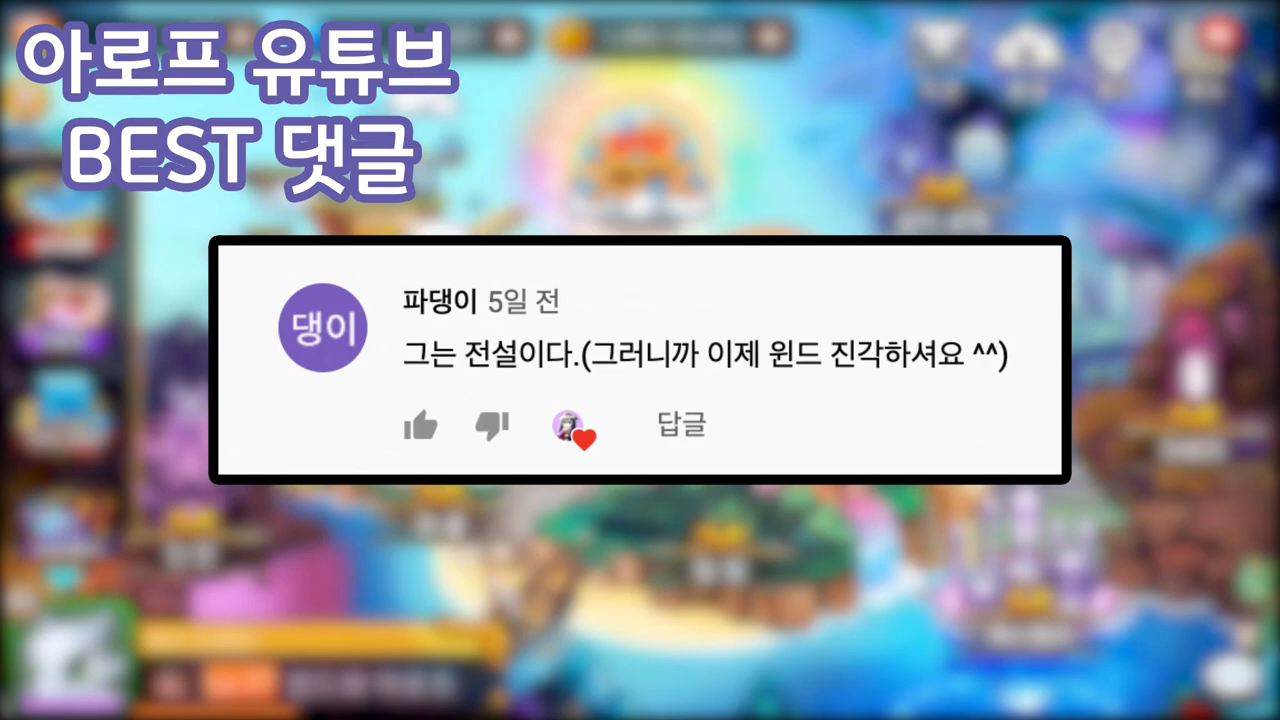 아로프 유튜브
BEST 댓글
댕이
파댕이 5일 전
그는 전설이다.(그러니까 이제 윈드 진각하셔요 ^^)
답글